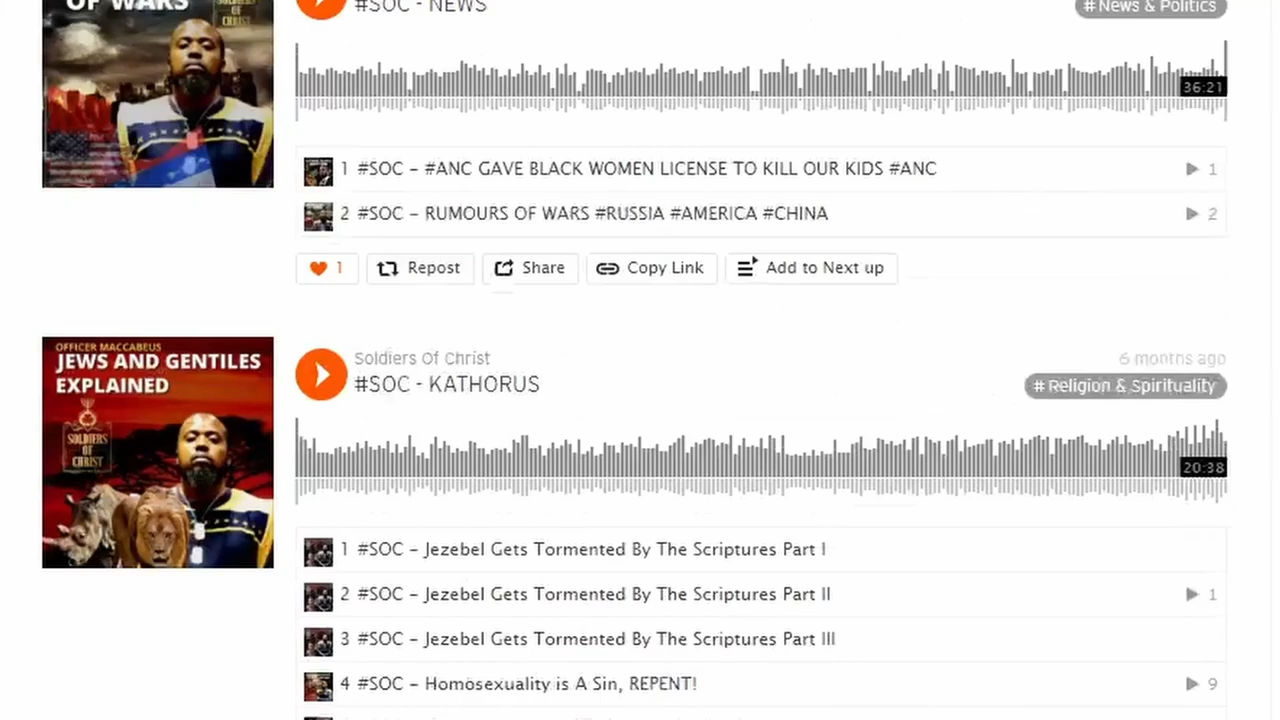 OF WARS
SOLDIERS
OF
CHRIST
#SOC - NEWS
# News & Politics
36:21
1 #SOC - #ANC GAVE BLACK WOMEN LICENSE TO KILL OUR KIDS #ANC
1
2 #SOC - RUMOURS OF WARS #RUSSIA #AMERICA #CHINA
2
1
Repost
Share
Copy Link
Add to Next up
OFFICER MACCABEUS
JEWS AND GENTILES
EXPLAINED
SOLDIERS
OF
CHRIST
Soldiers Of Christ
6 months ago
#SOC - KATHORUS
# Religion & Spirituality
20:38
1 #SOC - Jezebel Gets Tormented By The Scriptures Part I
2 #SOC - Jezebel Gets Tormented By The Scriptures Part II
1
3 #SOC - Jezebel Gets Tormented By The Scriptures Part III
4 #SOC - Homosexuality is A Sin, REPENT!
9